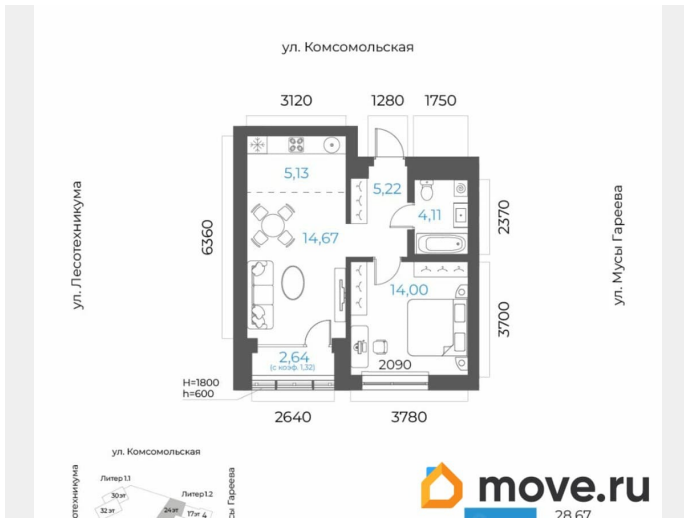 ул. Комсомольская
3120 1280 1750
5,13
5,22
4,11
ул. Лесотехникума
6360
14,67
2370
ул. Мусы Гареева
14,00
3700
2,64
(с коэф. 1,32)
2090
H=1800
h=600
2640 3780
ул. Комсомольская
Литер 1.1
Литер 1.2
30 эт
32 эт
24 эт
17 эт 4
move.ru
28.67